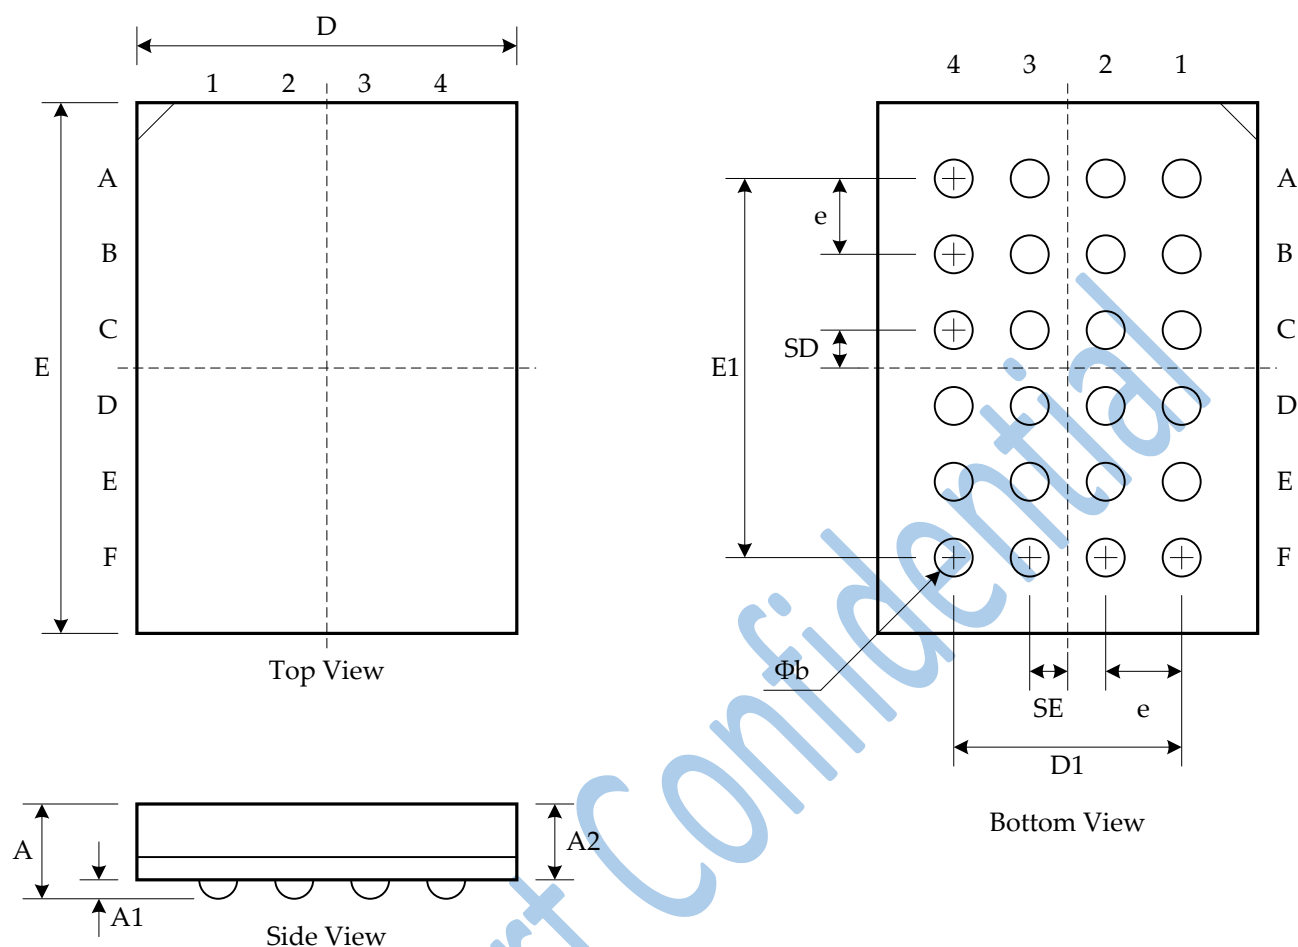 D
1 2 3 4
A
B
C
D
E
F
E
Top View
4 3 2 1
A
B
C
D
E
F
e
SD
E1
Φb
SE
e
D1
Bottom View
A
A1
A2
Side View
rt Confidential